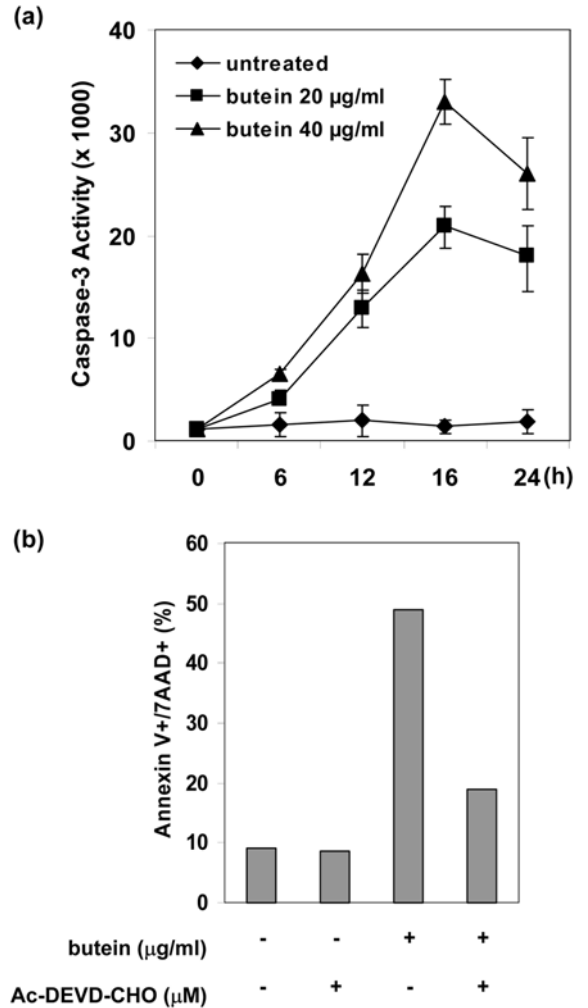 (a)
Caspase-3 Activity (x 1000)
40
30
20
10
0
untreated
butein 20 µg/ml
butein 40 µg/ml
0 6 12 16 24 (h)
(b)
Annexin V+/7AAD+ (%)
60
50
40
30
20
10
0
butein (µg/ml) - - + +
Ac-DEVD-CHO (µM) - + - +